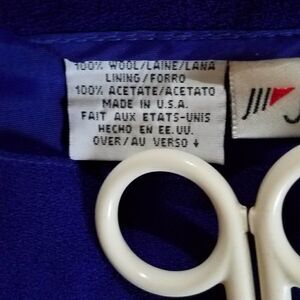 100% WOOL/LAINE/LANA
LINING/FORRO
100% ACETATE/ACETATO
MADE IN U.S.A.
FAIT AUX ETATS-UNIS
HECHO EN EE.UU.
OVER/AU VERSO ↓